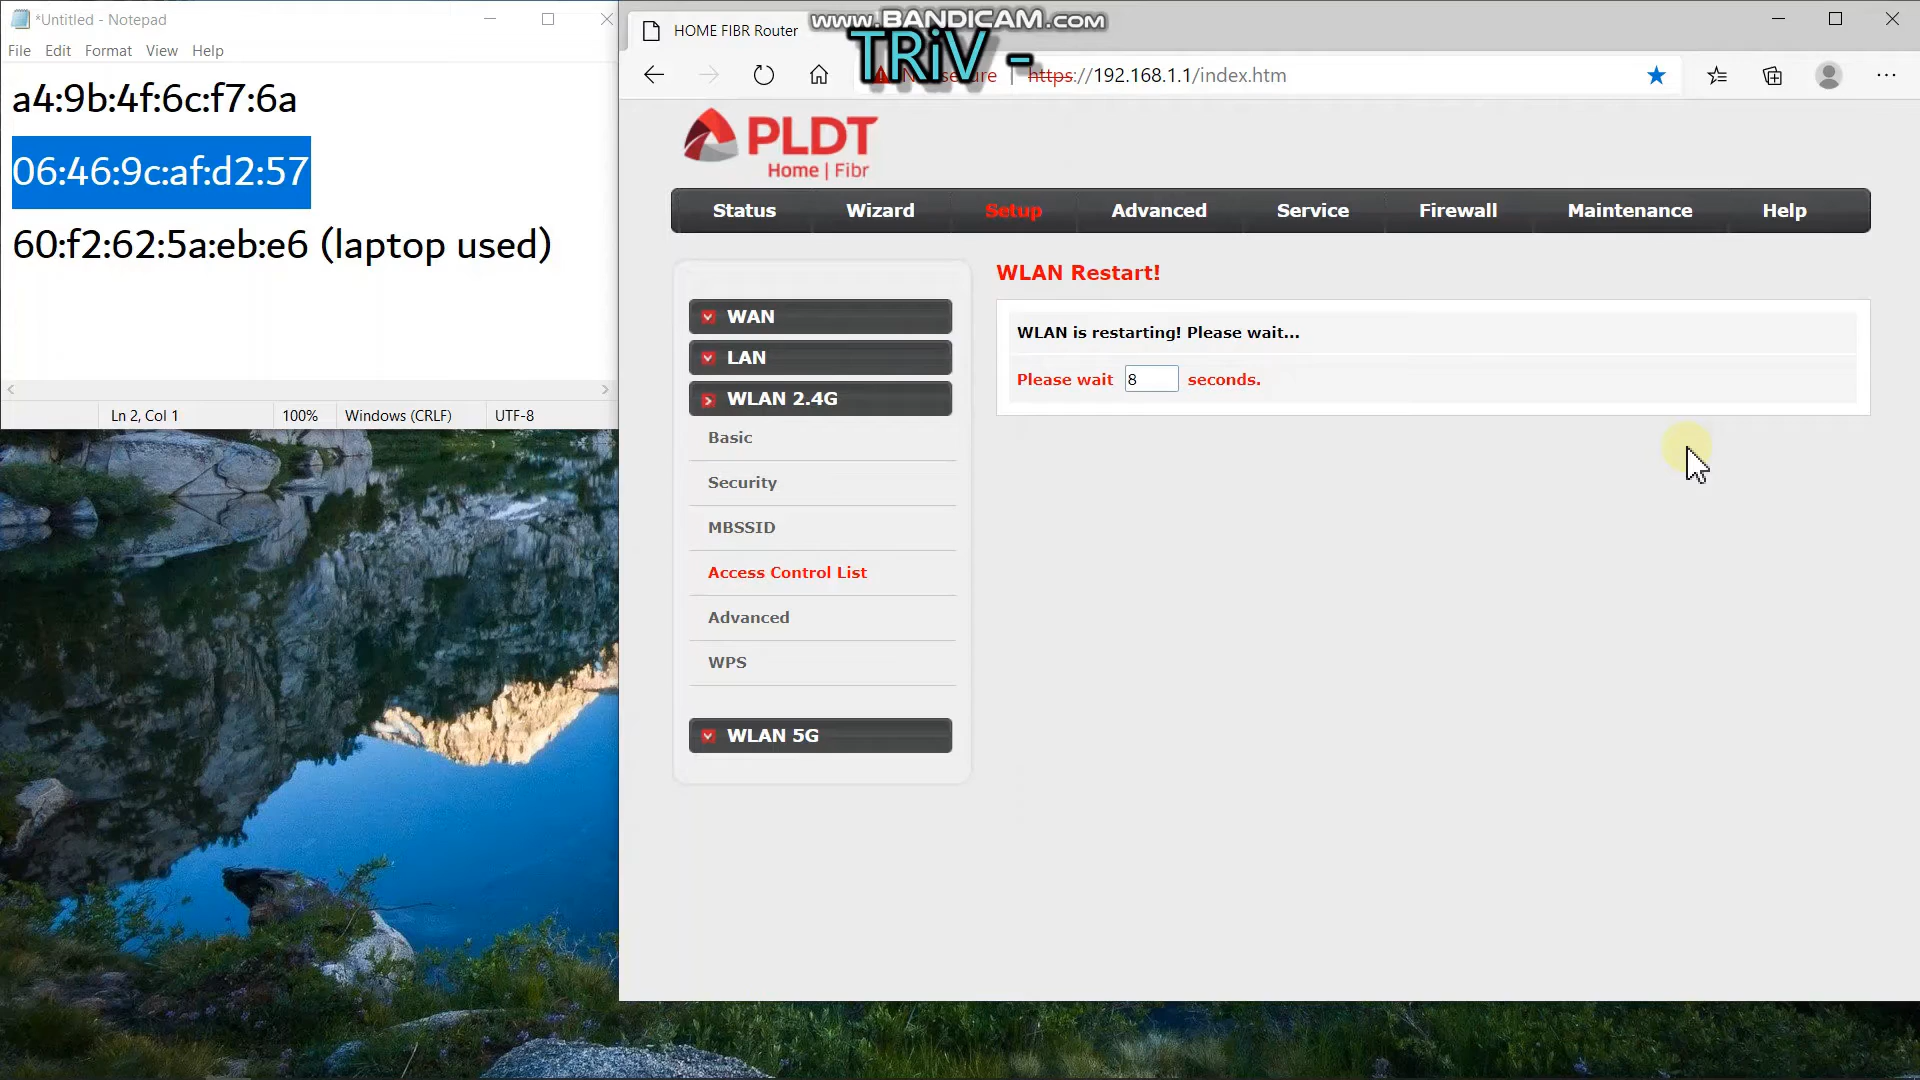 *Untitled - Notepad
File Edit Format View Help
a4:9b:4f:6c:f7:6a
06:46:9c:af:d2:57
60:f2:62:5a:eb:e6 (laptop used)
Ln 2, Col 1 100% Windows (CRLF) UTF-8
HOME FIBR Router
www.BANDICAM.com
TRiV -
https://192.168.1.1/index.htm
PLDT
Home | Fibr
Status Wizard Setup Advanced Service Firewall Maintenance Help
WAN
LAN
WLAN 2.4G
Basic
Security
MBSSID
Access Control List
Advanced
WPS
WLAN 5G
WLAN Restart!
WLAN is restarting! Please wait...
Please wait 8 seconds.